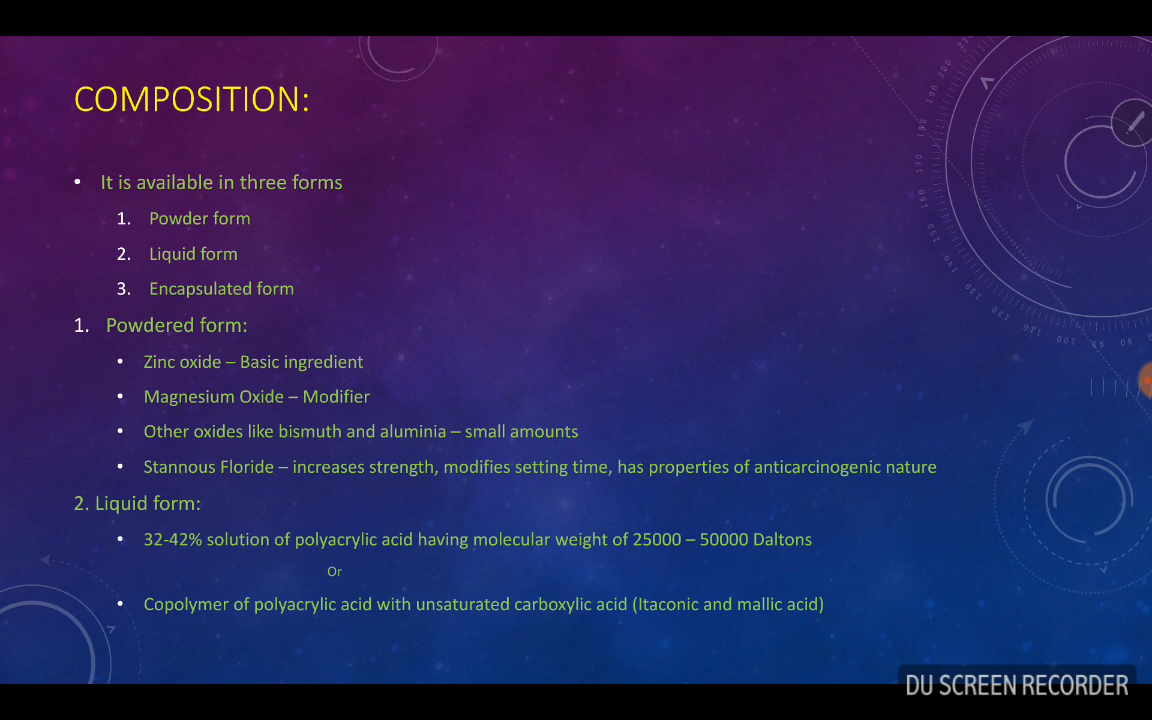 COMPOSITION:
• It is available in three forms
1. Powder form
2. Liquid form
3. Encapsulated form
1. Powdered form:
• Zinc oxide – Basic ingredient
• Magnesium Oxide – Modifier
• Other oxides like bismuth and aluminia – small amounts
• Stannous Floride – increases strength, modifies setting time, has properties of anticarcinogenic nature
2. Liquid form:
• 32-42% solution of polyacrylic acid having molecular weight of 25000 – 50000 Daltons
Or
• Copolymer of polyacrylic acid with unsaturated carboxylic acid (Itaconic and mallic acid)
DU SCREEN RECORDER